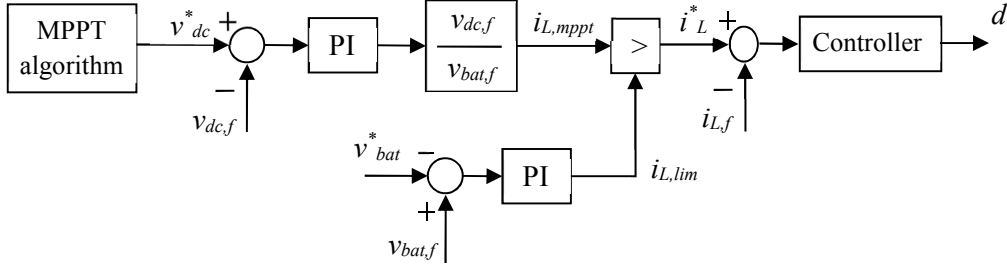 MPPT
algorithm
v*dc
+
−
vdc,f
PI
vdc,f
vbat,f
iL,mppt
>
i*L
+
−
iL,f
Controller
d
v*bat
−
+
vbat,f
PI
iL,lim